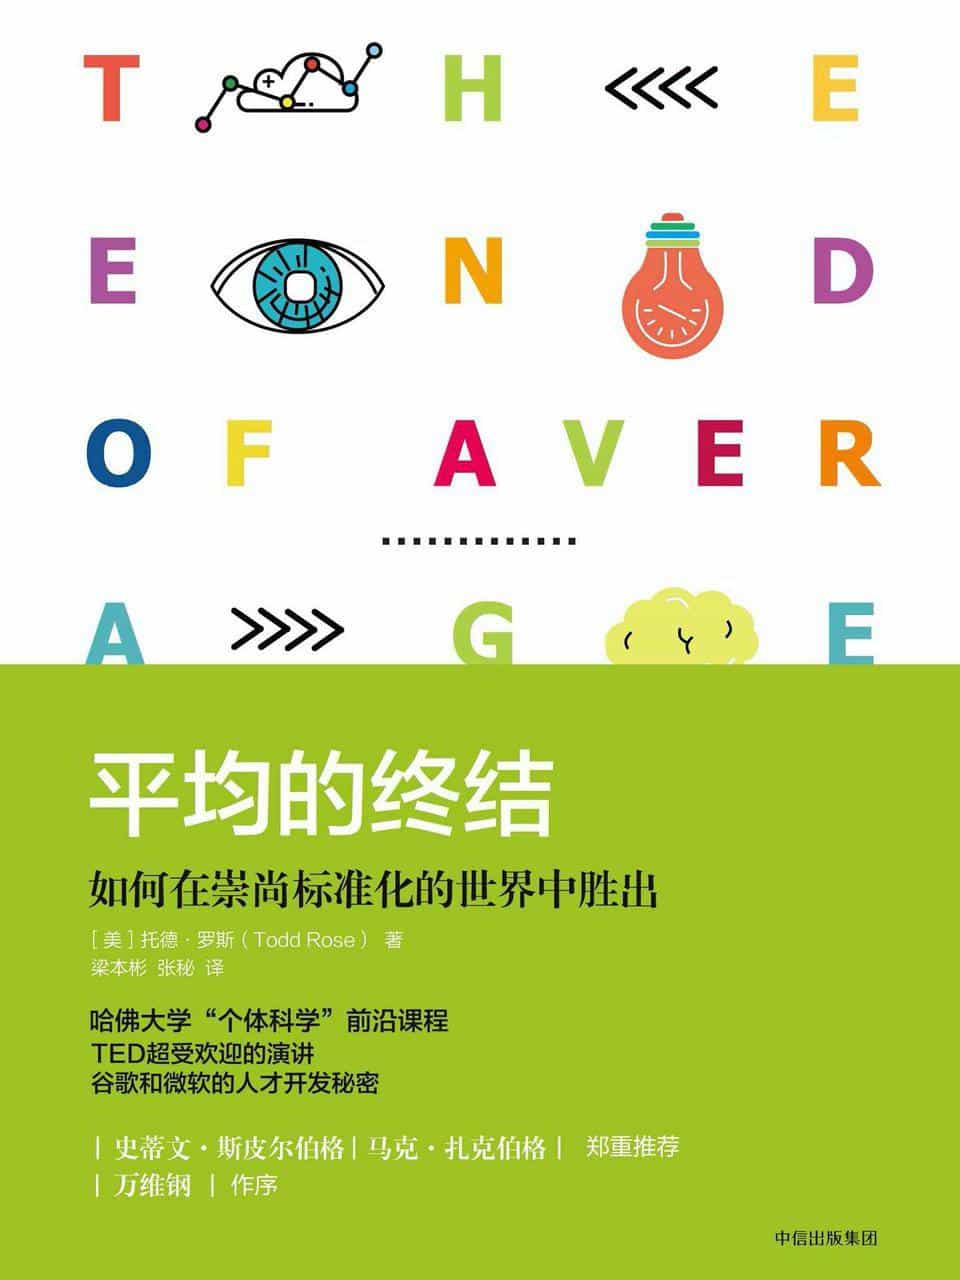 T H E
E N D
O F A V E R
A G E
平均的终结
如何在崇尚标准化的世界中胜出
[美]托德·罗斯（Todd Rose） 著
梁本彬 张秘 译
哈佛大学“个体科学”前沿课程
TED超受欢迎的演讲
谷歌和微软的人才开发秘密
| 史蒂文·斯皮尔伯格 | 马克·扎克伯格 | 郑重推荐
| 万维钢 | 作序
中信出版集团